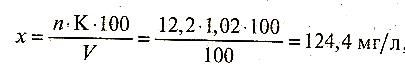 x = n·K·100 / V = 12,2·1,02·100 / 100 = 124,4 мг/л,